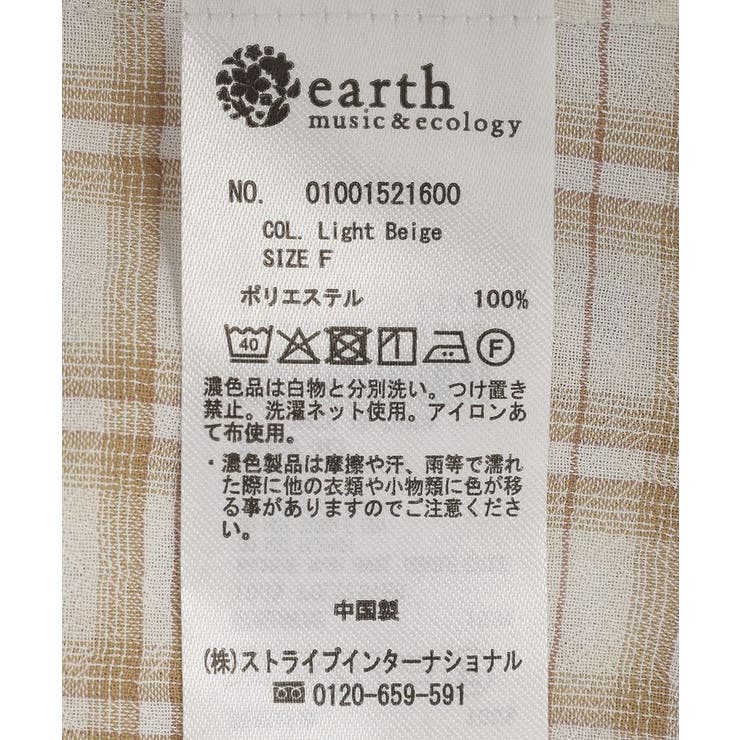 earth
music&ecology
NO. 01001521600
COL. Light Beige
SIZE F
ポリエステル 100%
40 F
濃色品は白物と分別洗い。つけ置き
禁止。洗濯ネット使用。アイロンあ
て布使用。
・濃色製品は摩擦や汗、雨等で濡れ
た際に他の衣類や小物類に色が移
る事がありますのでご注意くださ
い。
中国製
(株)ストライプインターナショナル
0120-659-591